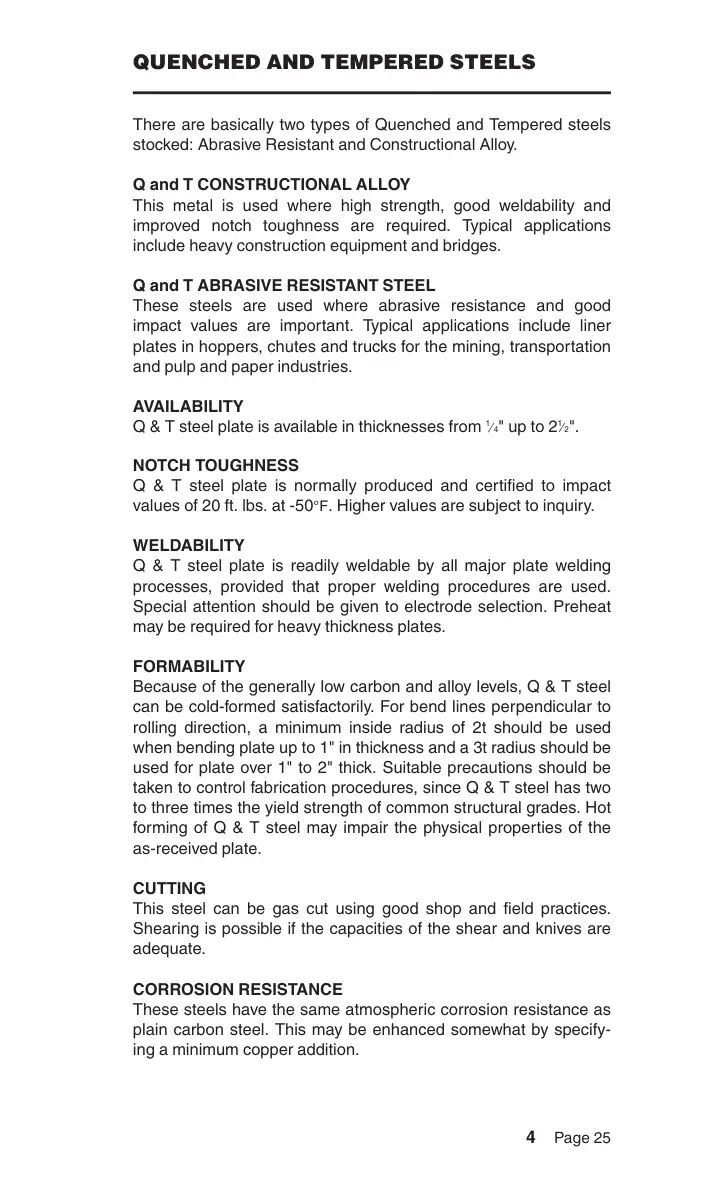 QUENCHED AND TEMPERED STEELS
There are basically two types of Quenched and Tempered steels
stocked: Abrasive Resistant and Constructional Alloy.
Q and T CONSTRUCTIONAL ALLOY
This metal is used where high strength, good weldability and
improved notch toughness are required. Typical applications
include heavy construction equipment and bridges.
Q and T ABRASIVE RESISTANT STEEL
These steels are used where abrasive resistance and good
impact values are important. Typical applications include liner
plates in hoppers, chutes and trucks for the mining, transportation
and pulp and paper industries.
AVAILABILITY
Q & T steel plate is available in thicknesses from ¼" up to 2½".
NOTCH TOUGHNESS
Q & T steel plate is normally produced and certified to impact
values of 20 ft. lbs. at -50°F. Higher values are subject to inquiry.
WELDABILITY
Q & T steel plate is readily weldable by all major plate welding
processes, provided that proper welding procedures are used.
Special attention should be given to electrode selection. Preheat
may be required for heavy thickness plates.
FORMABILITY
Because of the generally low carbon and alloy levels, Q & T steel
can be cold-formed satisfactorily. For bend lines perpendicular to
rolling direction, a minimum inside radius of 2t should be used
when bending plate up to 1" in thickness and a 3t radius should be
used for plate over 1" to 2" thick. Suitable precautions should be
taken to control fabrication procedures, since Q & T steel has two
to three times the yield strength of common structural grades. Hot
forming of Q & T steel may impair the physical properties of the
as-received plate.
CUTTING
This steel can be gas cut using good shop and field practices.
Shearing is possible if the capacities of the shear and knives are
adequate.
CORROSION RESISTANCE
These steels have the same atmospheric corrosion resistance as
plain carbon steel. This may be enhanced somewhat by specify-
ing a minimum copper addition.
4 Page 25